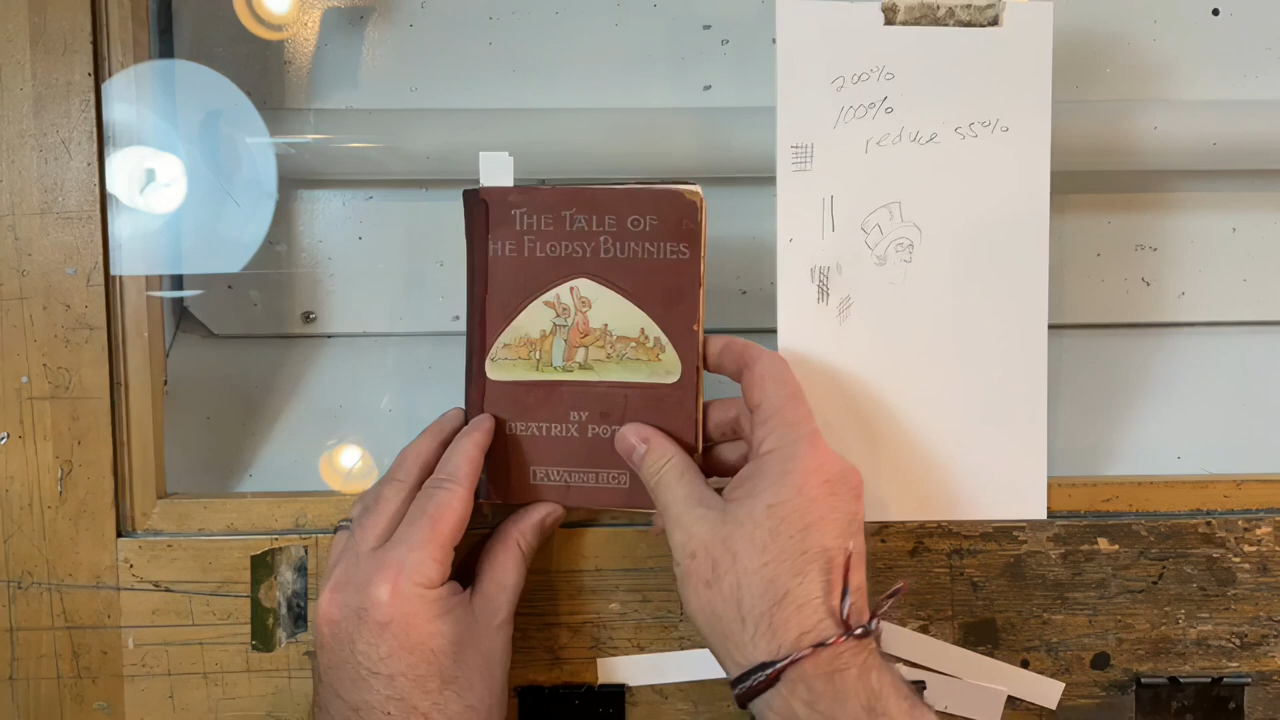 THE TALE OF
HE FLOPSY BUNNIES
BY
BEATRIX POT
F. WARNE & Co
200%
100%
reduce 55%